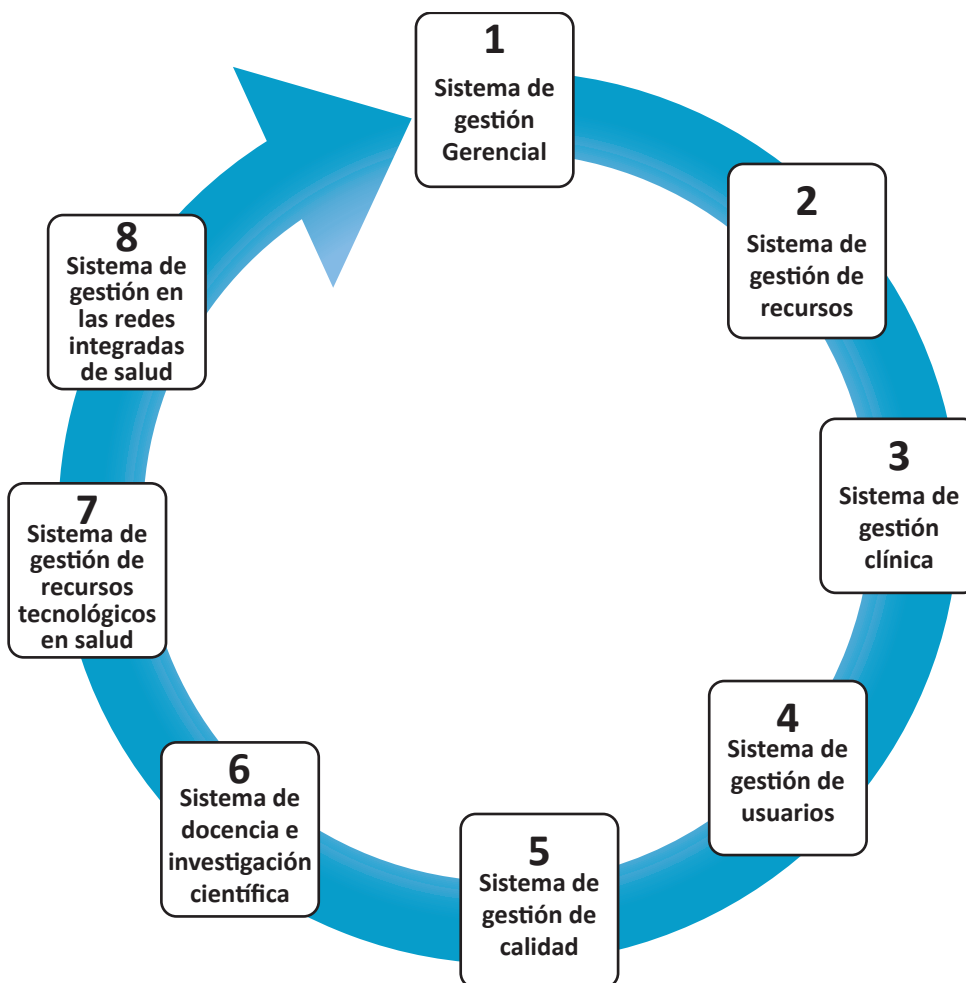 1
Sistema de
gestión
Gerencial
2
Sistema de
gestión de
recursos
3
Sistema de
gestión
clínica
4
Sistema de
gestión de
usuarios
5
Sistema de
gestión de
calidad
6
Sistema de
docencia e
investigación
científica
7
Sistema de
gestión de
recursos
tecnológicos
en salud
8
Sistema de
gestión en
las redes
integradas
de salud